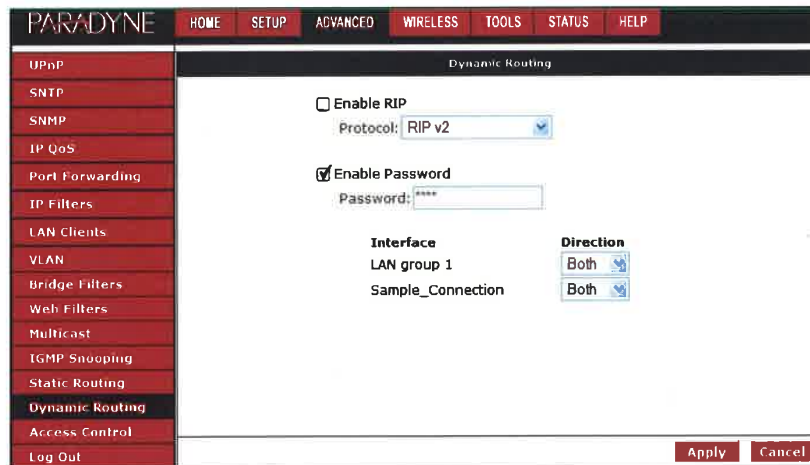 PARADYNE
HOME SETUP ADVANCED WIRELESS TOOLS STATUS HELP
UPnP
SNTP
SNMP
IP QoS
Port Forwarding
IP Filters
LAN Clients
VLAN
Bridge Filters
Web Filters
Multicast
IGMP Snooping
Static Routing
Dynamic Routing
Access Control
Log Out
Dynamic Routing
Enable RIP
Protocol: RIP v2
Enable Password
Password: ****
Interface Direction
LAN group 1 Both
Sample_Connection Both
Apply Cancel